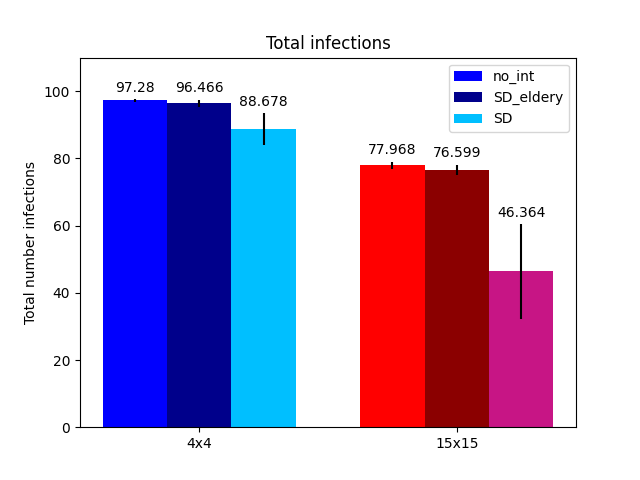 Total infections
no_int
SD_eldery
SD
97.28
96.466
88.678
77.968
76.599
46.364
Total number infections
100
80
60
40
20
0
4x4
15x15